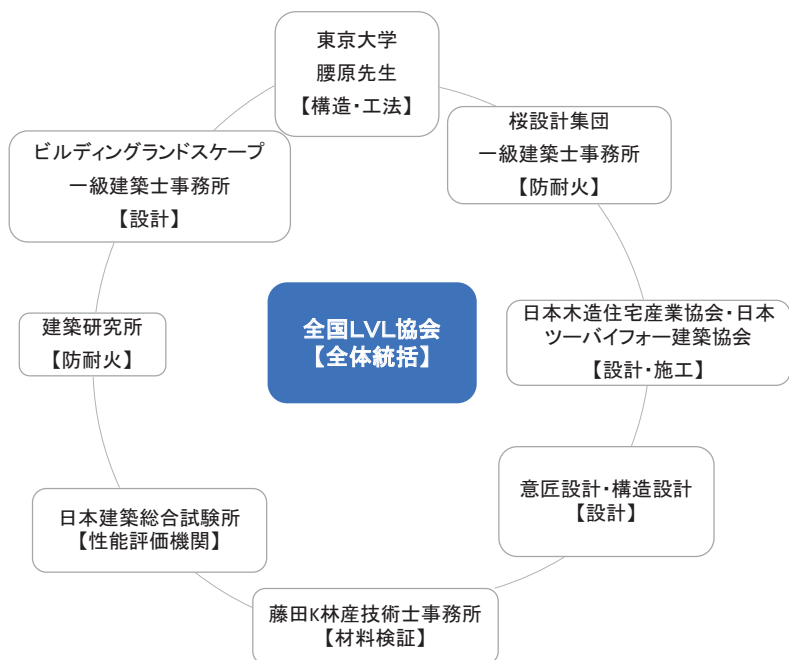 東京大学
腰原先生
【構造・工法】
桜設計集団
一級建築士事務所
【防耐火】
ビルディングランドスケープ
一級建築士事務所
【設計】
建築研究所
【防耐火】
全国LVL協会
【全体統括】
日本木造住宅産業協会・日本
ツーバイフォー建築協会
【設計・施工】
意匠設計・構造設計
【設計】
日本建築総合試験所
【性能評価機関】
藤田K林産技術士事務所
【材料検証】